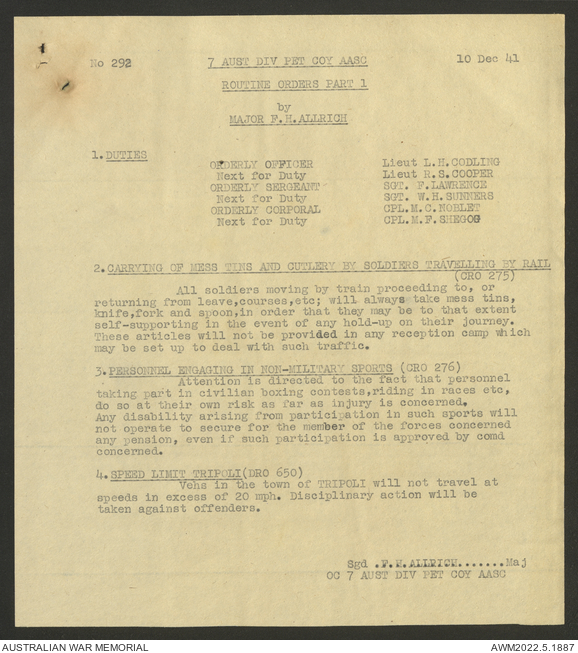 No 292 7 AUST DIV PET COY AASC 10 Dec 41
ROUTINE ORDERS PART 1
by
MAJOR F.H.ALLRICH
1.DUTIES
ORDERLY OFFICER Lieut L.H.CODLING
Next for Duty Lieut R.S.COOPER
ORDERLY SERGEANT SGT. F.LAWRENCE
Next for Duty SGT. W.H.SUNNERS
ORDERLY CORPORAL CPL.M.C.NOBLET
Next for Duty CPL.M.F.SHEGOG
2.CARRYING OF MESS TINS AND CUTLERY BY SOLDIERS TRAVELLING BY RAIL
(CRO 275)
All soldiers moving by train proceeding to, or
returning from leave,courses,etc; will always take mess tins,
knife,fork and spoon,in order that they may be to that extent
self-supporting in the event of any hold-up on their journey.
These articles will not be provided in any reception camp which
may be set up to deal with such traffic.
3.PERSONNEL ENGAGING IN NON-MILITARY SPORTS (CRO 276)
Attention is directed to the fact that personnel
taking part in civilian boxing contests,riding in races etc,
do so at their own risk as far as injury is concerned.
Any disability arising from participation in such sports will
not operate to secure for the member of the forces concerned
any pension, even if such participation is approved by comd
concerned.
4.SPEED LIMIT TRIPOLI(DRO 650)
Vehs in the town of TRIPOLI will not travel at
speeds in excess of 20 mph. Disciplinary action will be
taken against offenders.
Sgd .F.H.ALLRICH.......Maj
OC 7 AUST DIV PET COY AASC
AUSTRALIAN WAR MEMORIAL AWM2022.5.1887